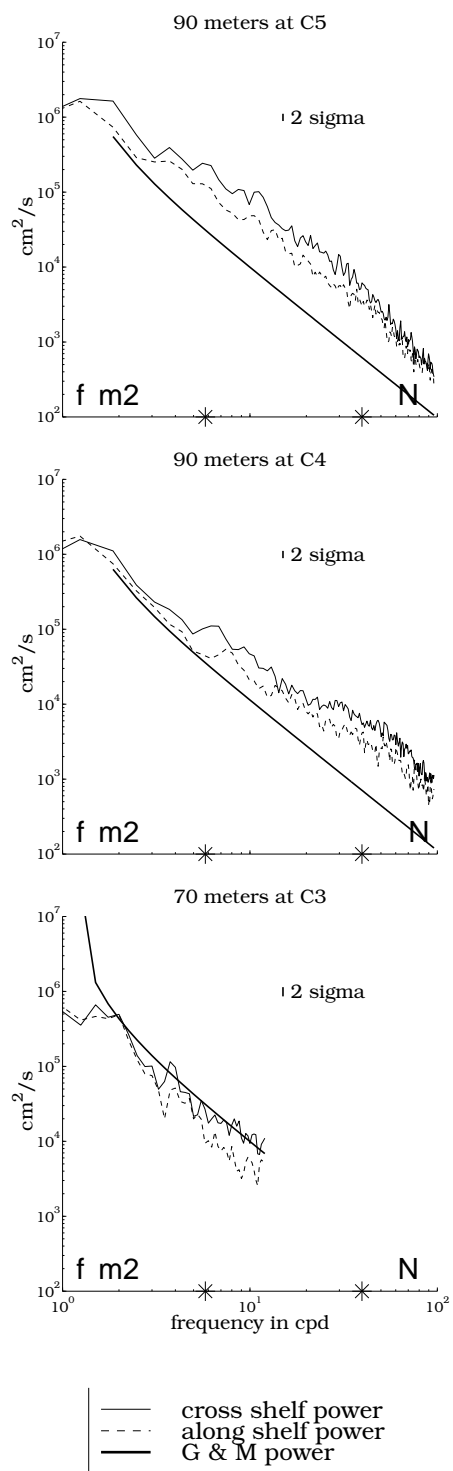 90 meters at C5
10^7
10^6
10^5
10^4
10^3
10^2
cm^2/s
2 sigma
f m2 N
90 meters at C4
10^7
10^6
10^5
10^4
10^3
10^2
cm^2/s
2 sigma
f m2 N
70 meters at C3
10^7
10^6
10^5
10^4
10^3
10^2
cm^2/s
2 sigma
f m2 N
10^0 10^1 10^2
frequency in cpd
cross shelf power
along shelf power
G & M power